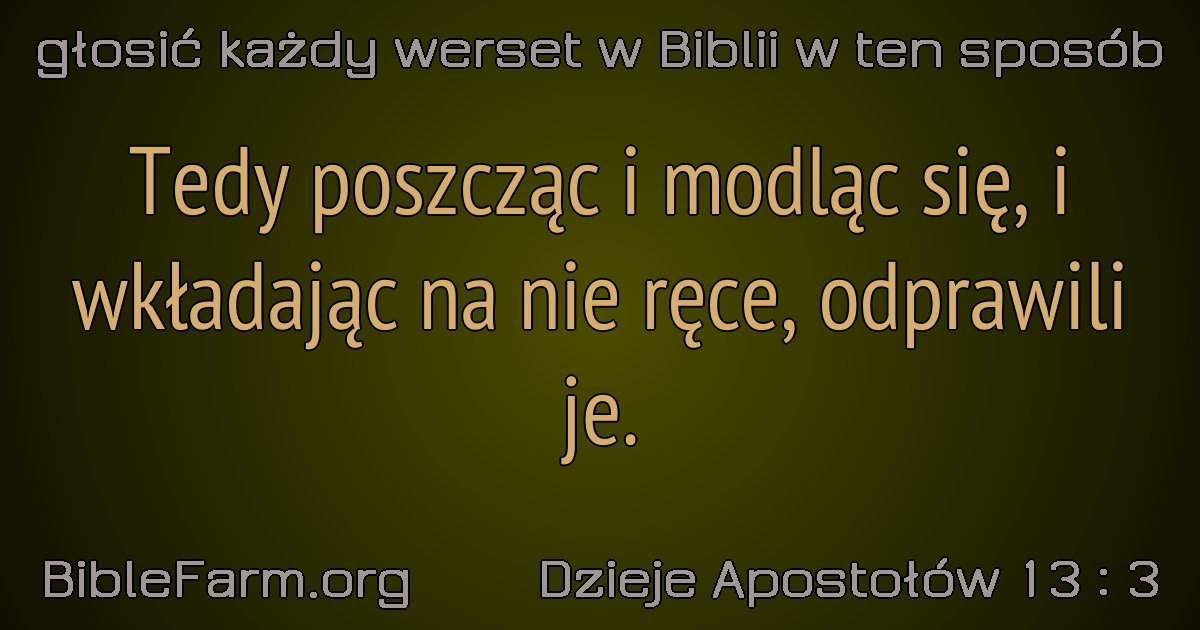 głosić każdy werset w Biblii w ten sposób
Tedy poszcząc i modląc się, i
wkładając na nie ręce, odprawili
je.
BibleFarm.org
Dzieje Apostołów 13 : 3